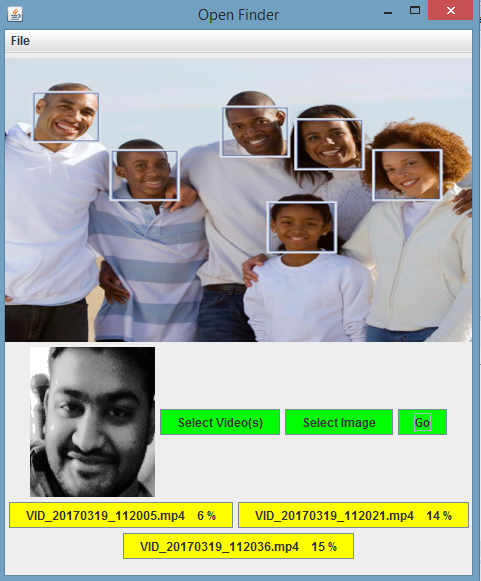 Open Finder
File
Select Video(s) Select Image Go
VID_20170319_112005.mp4 6 % VID_20170319_112021.mp4 14 %
VID_20170319_112036.mp4 15 %